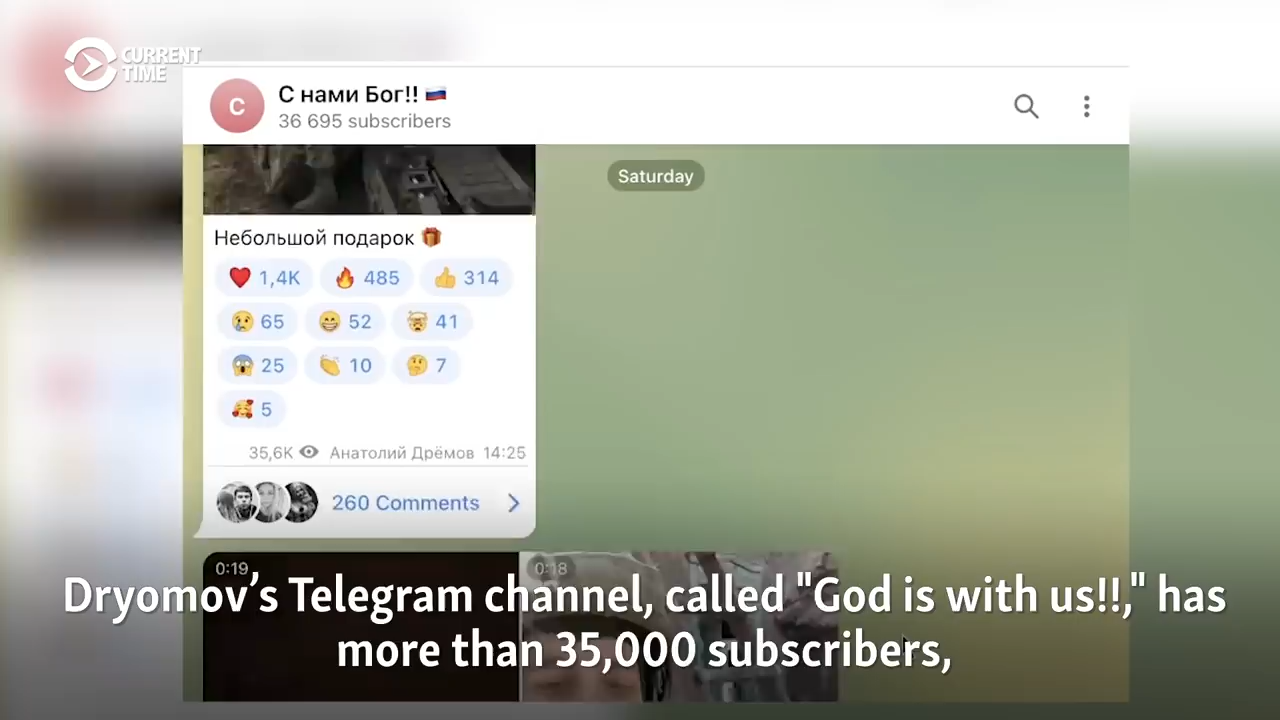 CURRENT
TIME
С
С нами Бог!! 🇷🇺
36 695 subscribers
Saturday
Небольшой подарок 🎁
❤️ 1,4K 🔥 485 👍 314
😢 65 😁 52 🤯 41
😱 25 👏 10 🤔 7
🥰 5
35,6K Анатолий Дрёмов 14:25
260 Comments
0:19 0:18
Dryomov’s Telegram channel, called "God is with us!!," has
more than 35,000 subscribers,